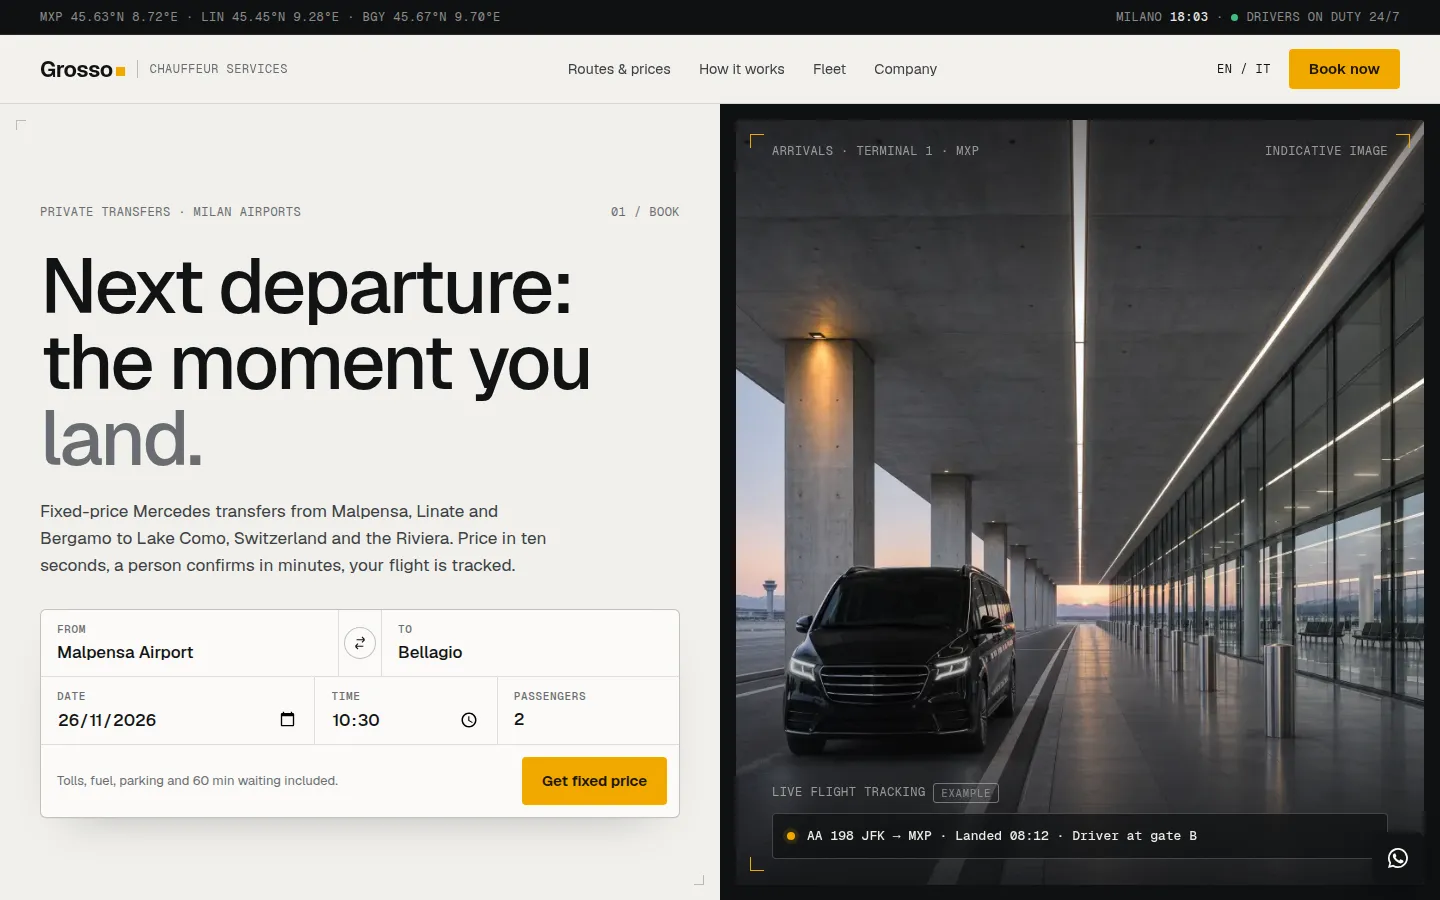 MXP 45.63°N 8.72°E · LIN 45.45°N 9.28°E · BGY 45.67°N 9.70°E
MILANO 18:03 · DRIVERS ON DUTY 24/7
Grosso
CHAUFFEUR SERVICES
Routes & prices
How it works
Fleet
Company
EN / IT
Book now
PRIVATE TRANSFERS · MILAN AIRPORTS
01 / BOOK
Next departure:
the moment you
land.
Fixed-price Mercedes transfers from Malpensa, Linate and
Bergamo to Lake Como, Switzerland and the Riviera. Price in ten
seconds, a person confirms in minutes, your flight is tracked.
FROM
Malpensa Airport
TO
Bellagio
DATE
26/11/2026
TIME
10:30
PASSENGERS
2
Tolls, fuel, parking and 60 min waiting included.
Get fixed price
ARRIVALS · TERMINAL 1 · MXP
INDICATIVE IMAGE
LIVE FLIGHT TRACKING EXAMPLE
AA 198 JFK → MXP · Landed 08:12 · Driver at gate B